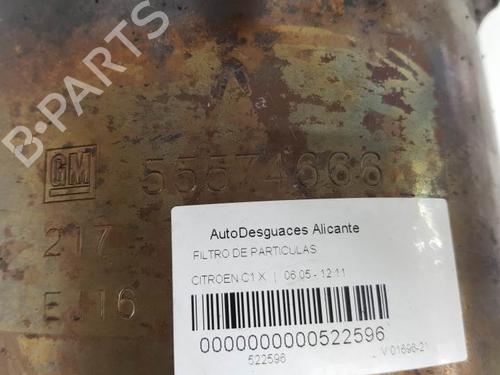 B-PARTS
GM 55574666
217
E.16
AutoDesguaces Alicante
FILTRO DE PARTICULAS
CITROEN C1 X | 06.05 - 12.11
0000000000522596
522596
V 01696-21